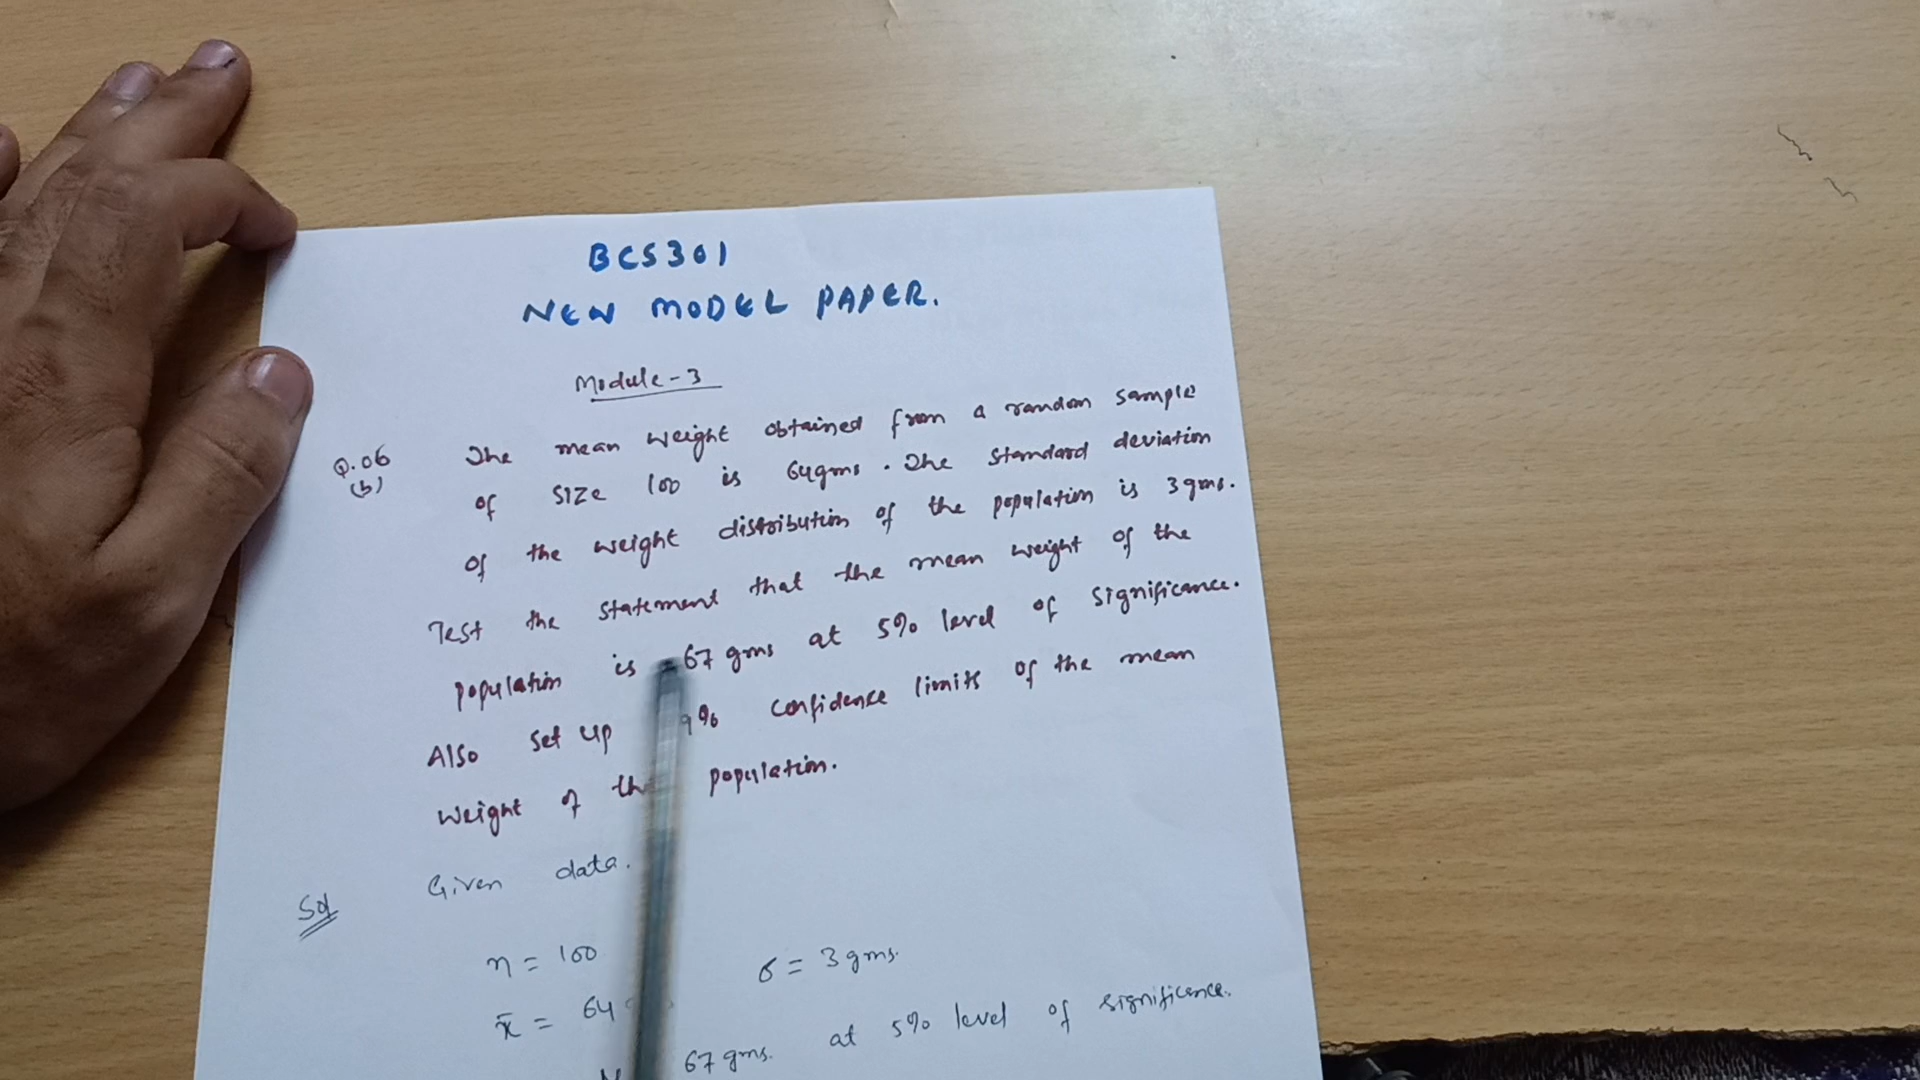 BCS301
NEW MODEL PAPER.
Module-3
Q.06 The mean weight obtained from a random sample
(b) of size 100 is 64gms. The standard deviation
of the weight distribution of the population is 3gms.
Test the statement that the mean weight of the
population is 67 gms at 5% level of significance.
Also set up 9% confidence limits of the mean
weight of population.
Sol Given data.
n = 100 σ = 3gms.
x̄ = 64
67 gms. at 5% level of significance.